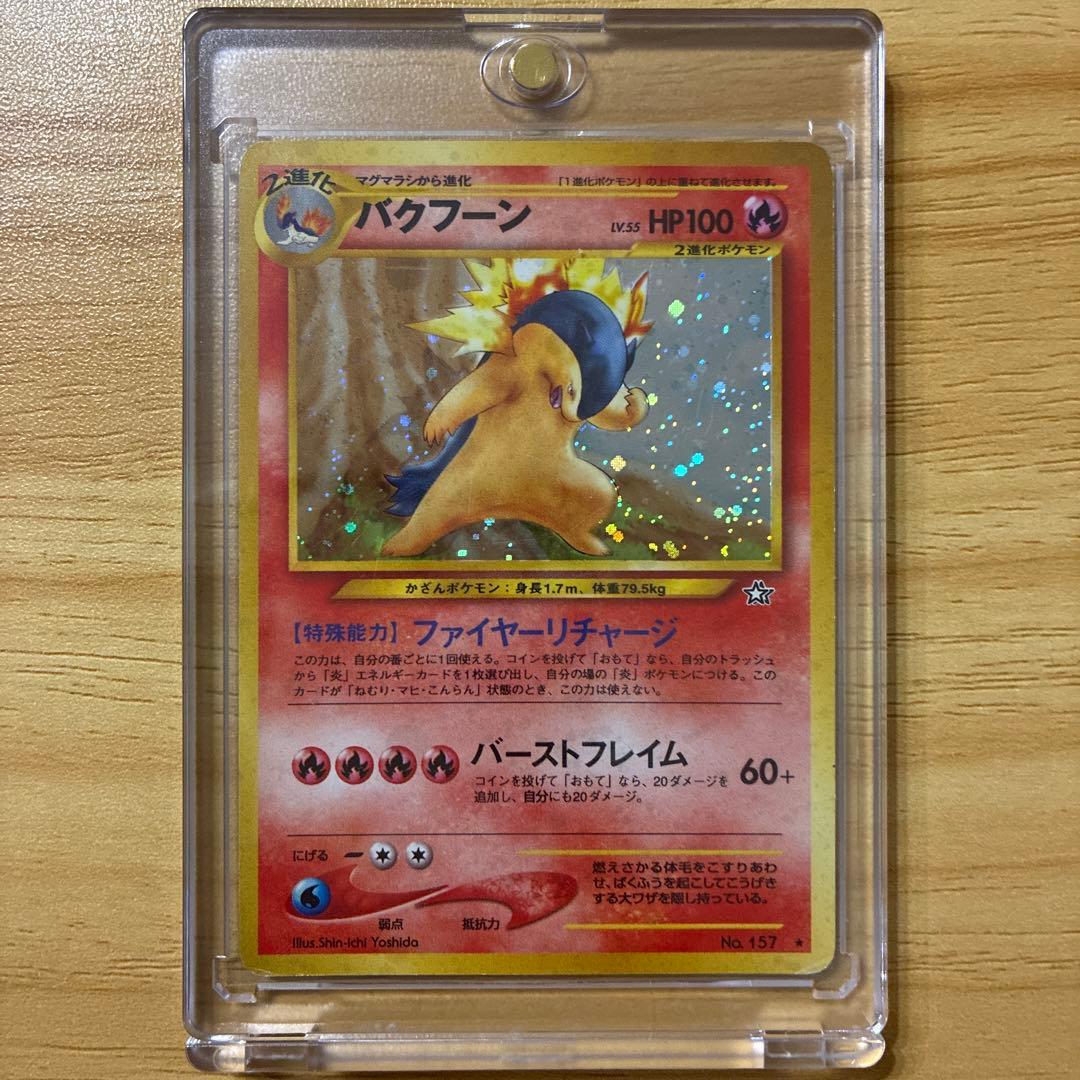 2進化
マグマラシから進化
「1進化ポケモン」の上に重ねて進化させます。
バクフーン
LV.55 HP100
2進化ポケモン
かざんポケモン：身長1.7m、体重79.5kg
【特殊能力】ファイヤーリチャージ
この力は、自分の番ごとに1回使える。コインを投げて「おもて」なら、自分のトラッシュ
から「炎」エネルギーカードを1枚選び出し、自分の場の「炎」ポケモンにつける。この
カードが「ねむり・マヒ・こんらん」状態のとき、この力は使えない。
バーストフレイム
60+
コインを投げて「おもて」なら、20ダメージを
追加し、自分にも20ダメージ。
にげる
弱点
抵抗力
燃えさかる体毛をこすりあわ
せ、ばくふうを起こしてこうげき
する大ワザを隠し持っている。
Illus.Shin-ichi Yoshida
No. 157 ★